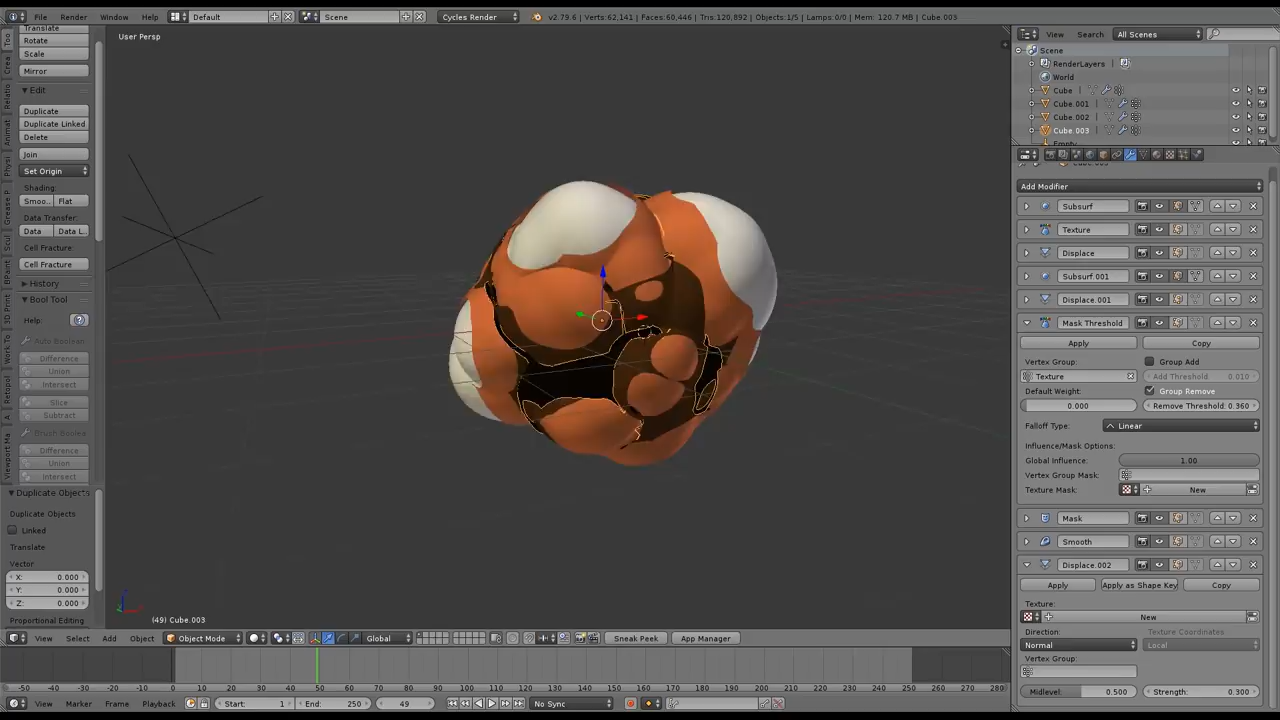 File Render Window Help Default Scene Cycles Render v2.79.6 | Verts:62,141 | Faces:60,446 | Tris:120,892 | Objects:1/5 | Lamps:0/0 | Mem: 120.7 MB | Cube.003
Translate
Rotate
Scale
Mirror
Edit
Duplicate
Duplicate Linked
Delete
Join
Set Origin
Shading:
Smoo.. Flat
Data Transfer:
Data Data L..
Cell Fracture:
Cell Fracture
History
Bool Tool
Help:
Auto Boolean
Difference
Union
Intersect
Slice
Subtract
Brush Boolea
Difference
Union
Intersect
Duplicate Objects
Duplicate Objects
Linked
Translate
Vector
X: 0.000
Y: 0.000
Z: 0.000
Proportional Editing
User Persp
(49) Cube.003
View Select Add Object Object Mode Global Sneak Peek App Manager
-50 -40 -30 -20 -10 0 10 20 30 40 50 60 70 80 90 100 110 120 130 140 150 160 170 180 190 200 210 220 230 240 250 260 270 280
View Marker Frame Playback Start: 1 End: 250 49 No Sync
View Search All Scenes
Scene
RenderLayers
World
Cube
Cube.001
Cube.002
Cube.003
Add Modifier
Subsurf
Texture
Displace
Subsurf.001
Displace.001
Mask Threshold
Apply Copy
Vertex Group: Group Add
Texture Add Threshold: 0.010
Default Weight: Group Remove
0.000 Remove Threshold: 0.360
Falloff Type: Linear
Influence/Mask Options:
Global Influence: 1.00
Vertex Group Mask:
Texture Mask: New
Mask
Smooth
Displace.002
Apply Apply as Shape Key Copy
Texture:
New
Direction: Texture Coordinates
Normal Local
Vertex Group:
Midlevel: 0.500 Strength: 0.300